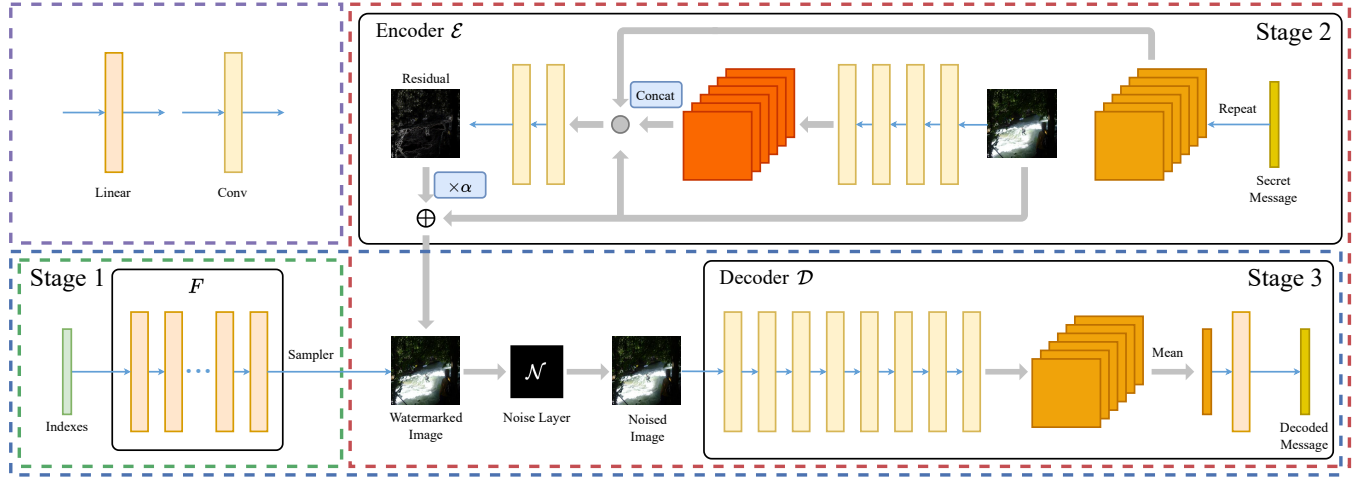 Linear
Conv
Encoder ℰ
Stage 2
Residual
Concat
Repeat
×α
Secret
Message
Stage 1
F
Sampler
Indexes
Decoder 𝒟
Stage 3
𝒩
Mean
Watermarked
Image
Noise Layer
Noised
Image
Decoded
Message